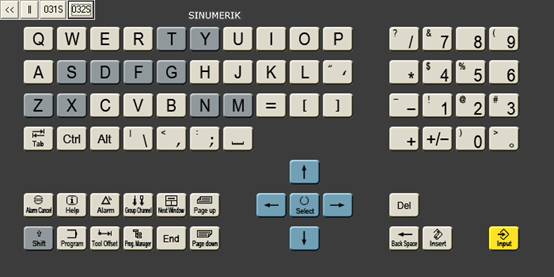 << || 031S 032S
SINUMERIK
Q W E R T Y U I O P ? / & 7 8 ( 9
A S D F G H J K L " ' * $ 4 % 5 6
Z X C V B N M = [ ] - ! 1 @ 2 # 3
Tab Ctrl Alt | \ < , : ; + +/- ) 0 >
Alarm Cancel Help Alarm Group Channel Next Window Page up Select Del
Shift Program Tool Offset Prog. Manager End Page down Back Space Insert Input